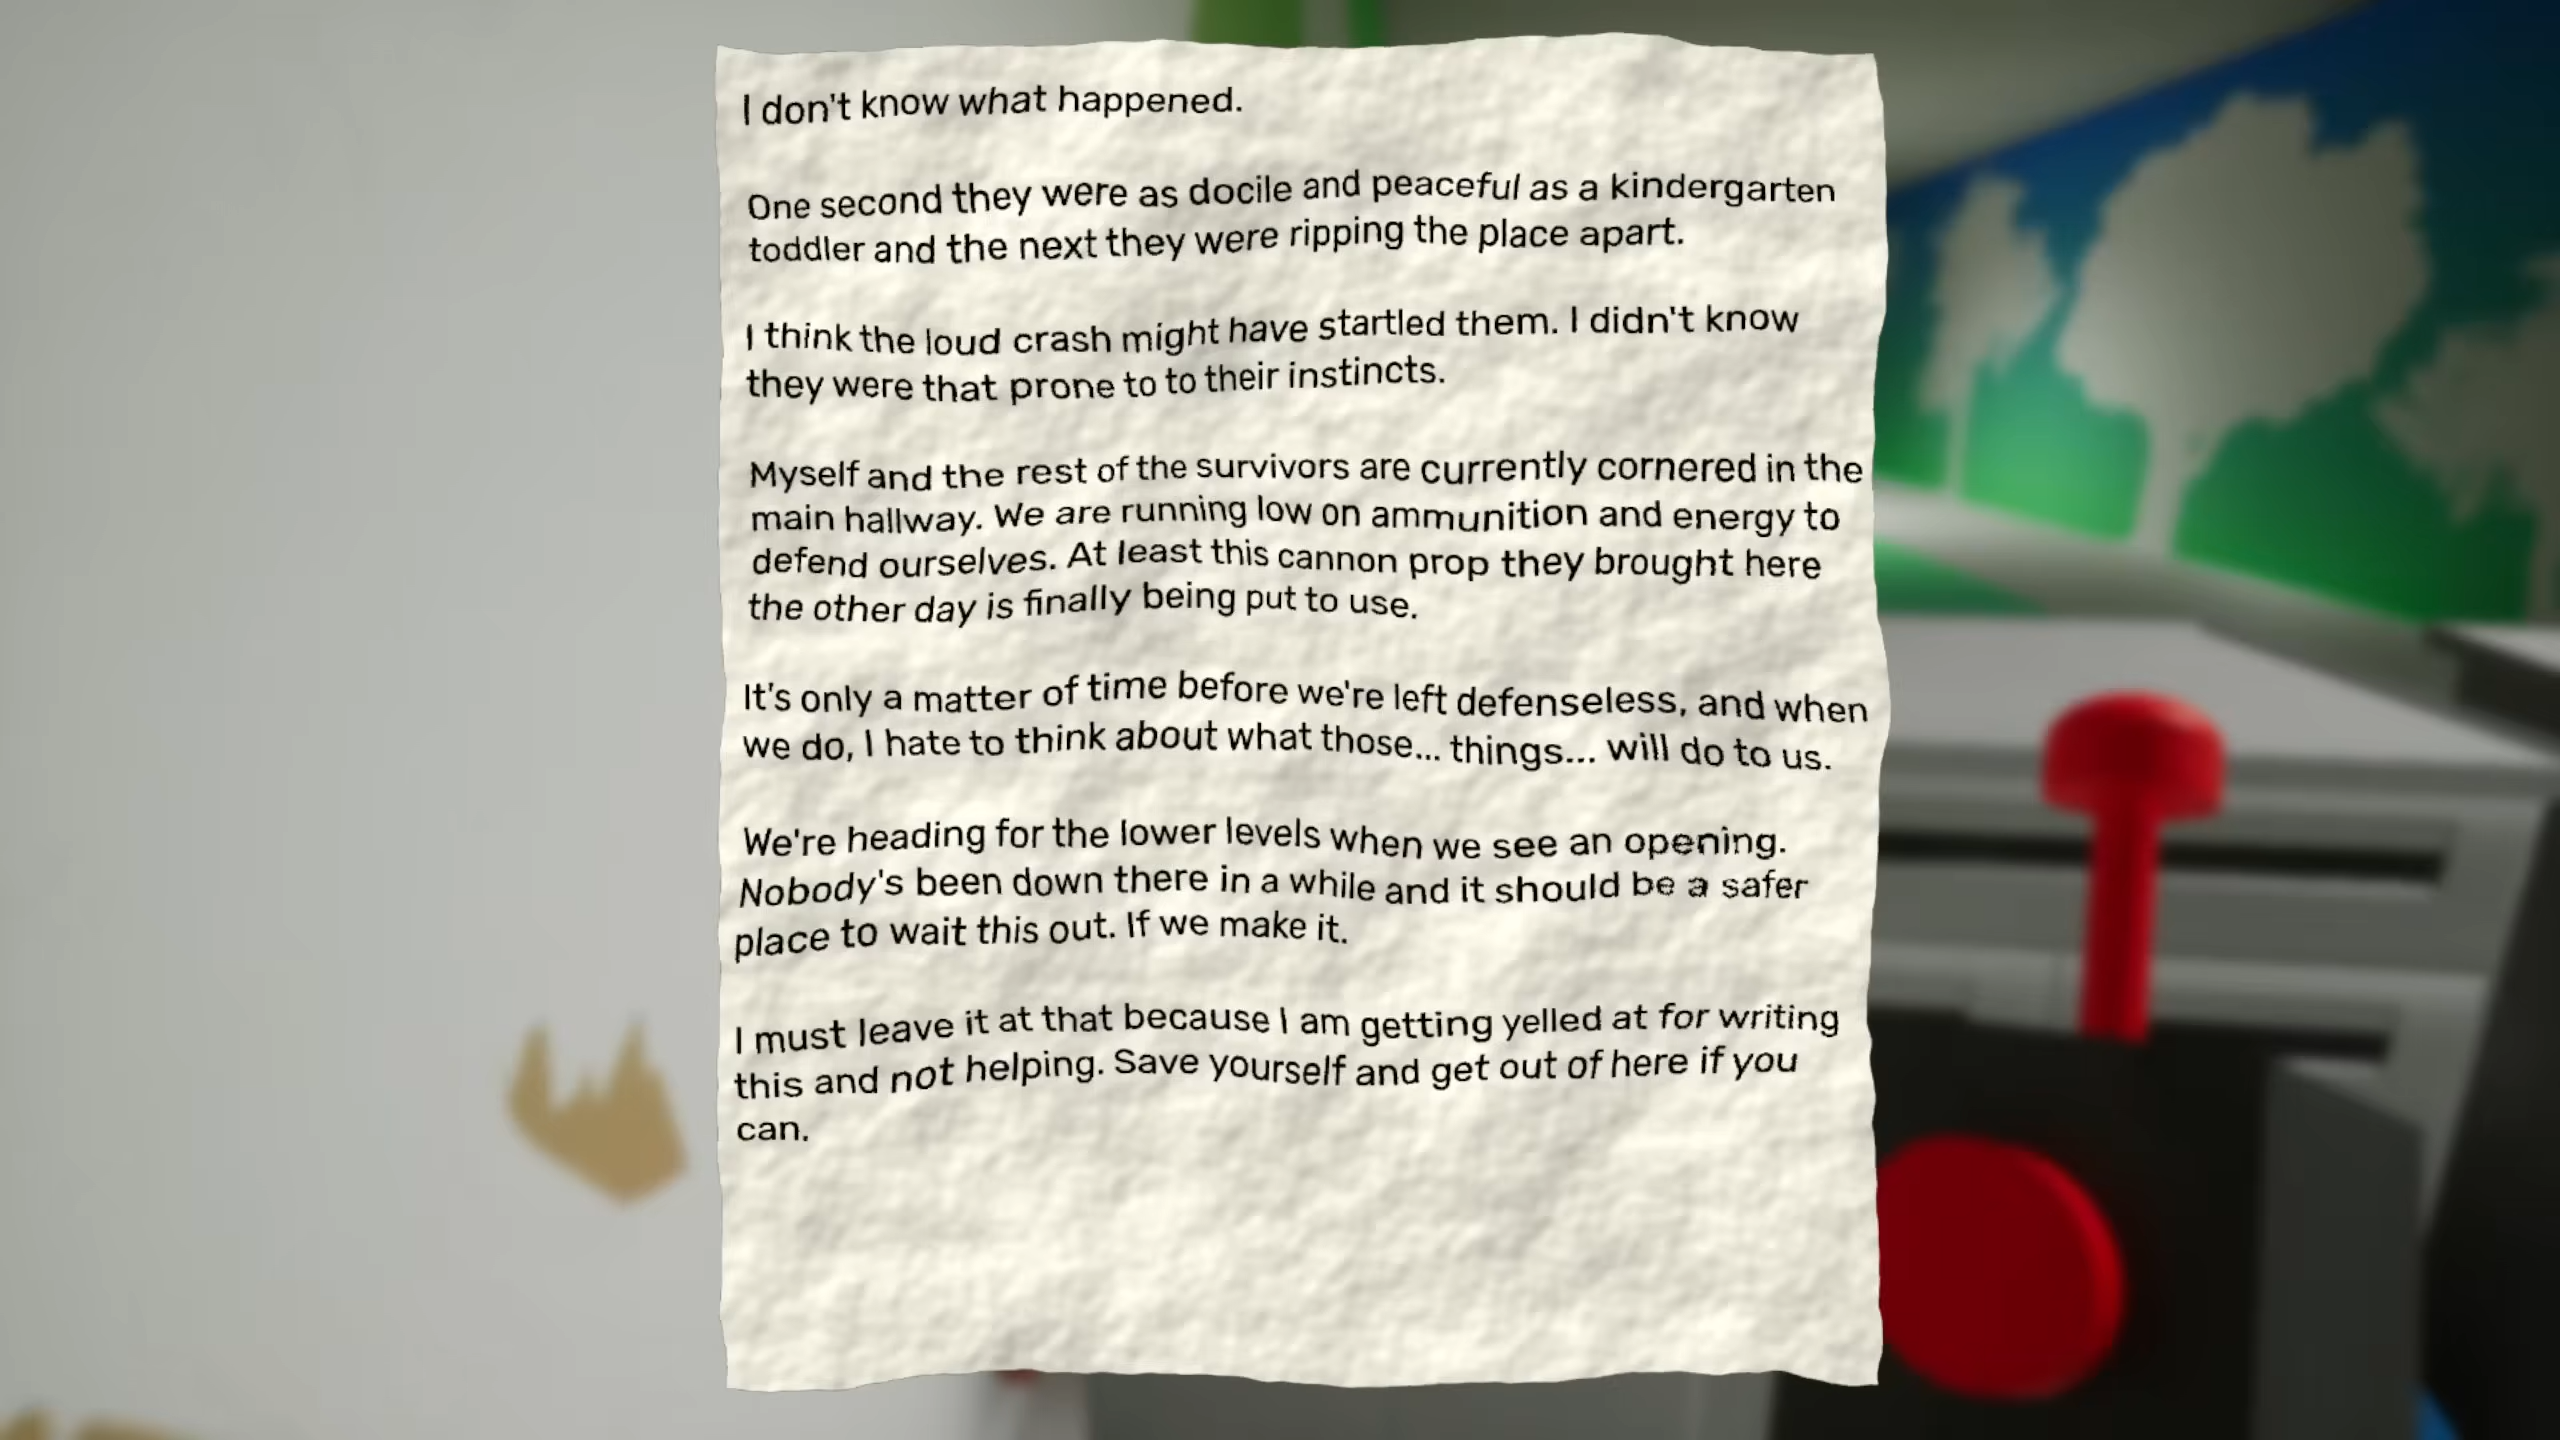 I don't know what happened.
One second they were as docile and peaceful as a kindergarten
toddler and the next they were ripping the place apart.
I think the loud crash might have startled them. I didn't know
they were that prone to to their instincts.
Myself and the rest of the survivors are currently cornered in the
main hallway. We are running low on ammunition and energy to
defend ourselves. At least this cannon prop they brought here
the other day is finally being put to use.
It's only a matter of time before we're left defenseless, and when
we do, I hate to think about what those... things... will do to us.
We're heading for the lower levels when we see an opening.
Nobody's been down there in a while and it should be a safer
place to wait this out. If we make it.
I must leave it at that because I am getting yelled at for writing
this and not helping. Save yourself and get out of here if you
can.